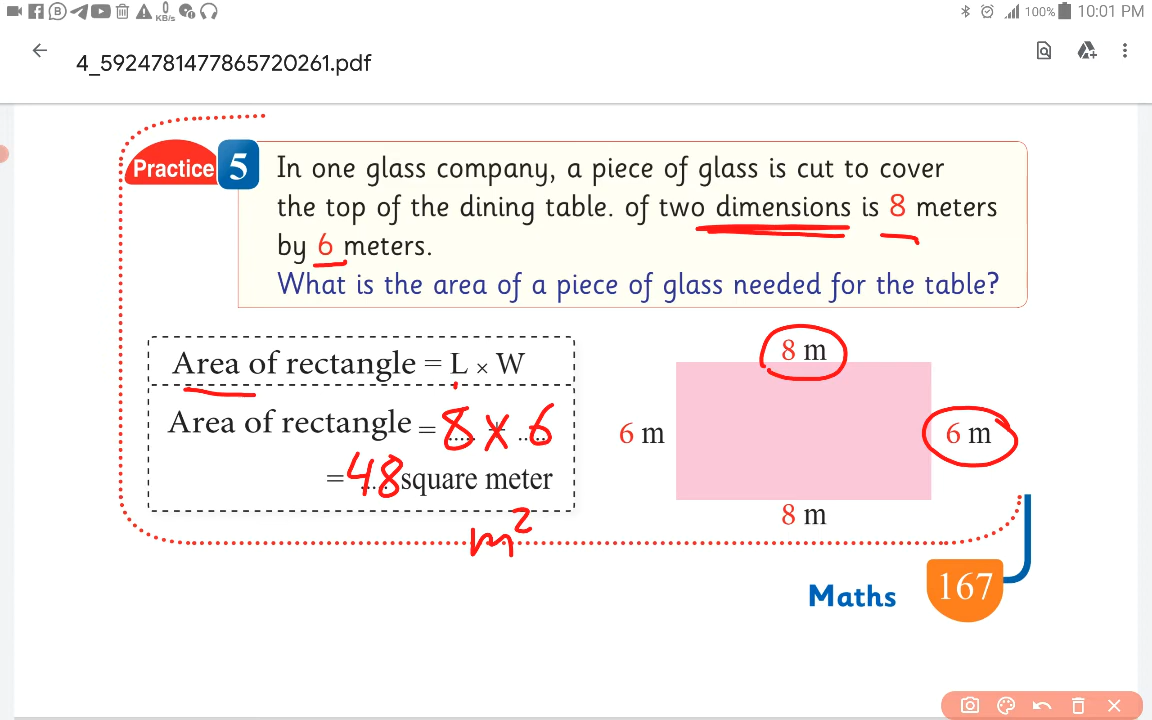 0
KB/s
100%
10:01 PM
4_5924781477865720261.pdf
Practice 5
In one glass company, a piece of glass is cut to cover
the top of the dining table. of two dimensions is 8 meters
by 6 meters.
What is the area of a piece of glass needed for the table?
Area of rectangle = L × W
Area of rectangle = 8 × 6
= 48 square meter
m²
8 m
6 m
6 m
8 m
Maths 167